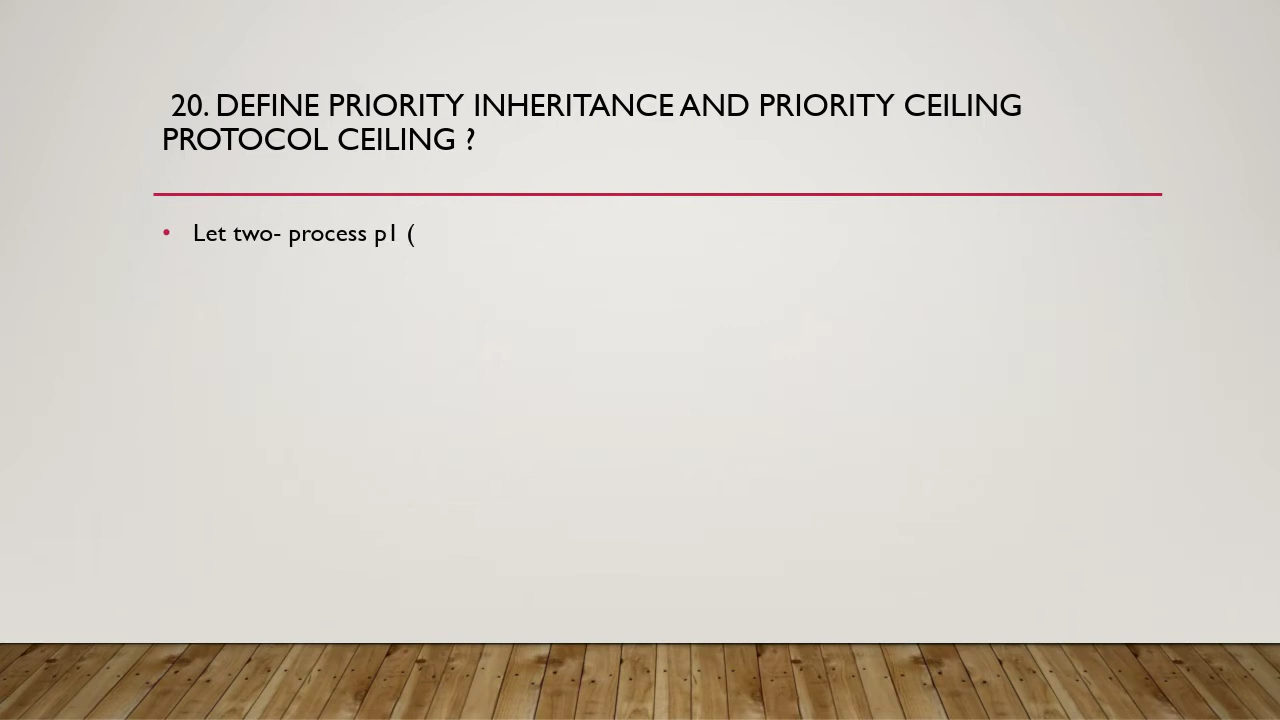 20. DEFINE PRIORITY INHERITANCE AND PRIORITY CEILING
PROTOCOL CEILING ?
• Let two- process p1 (